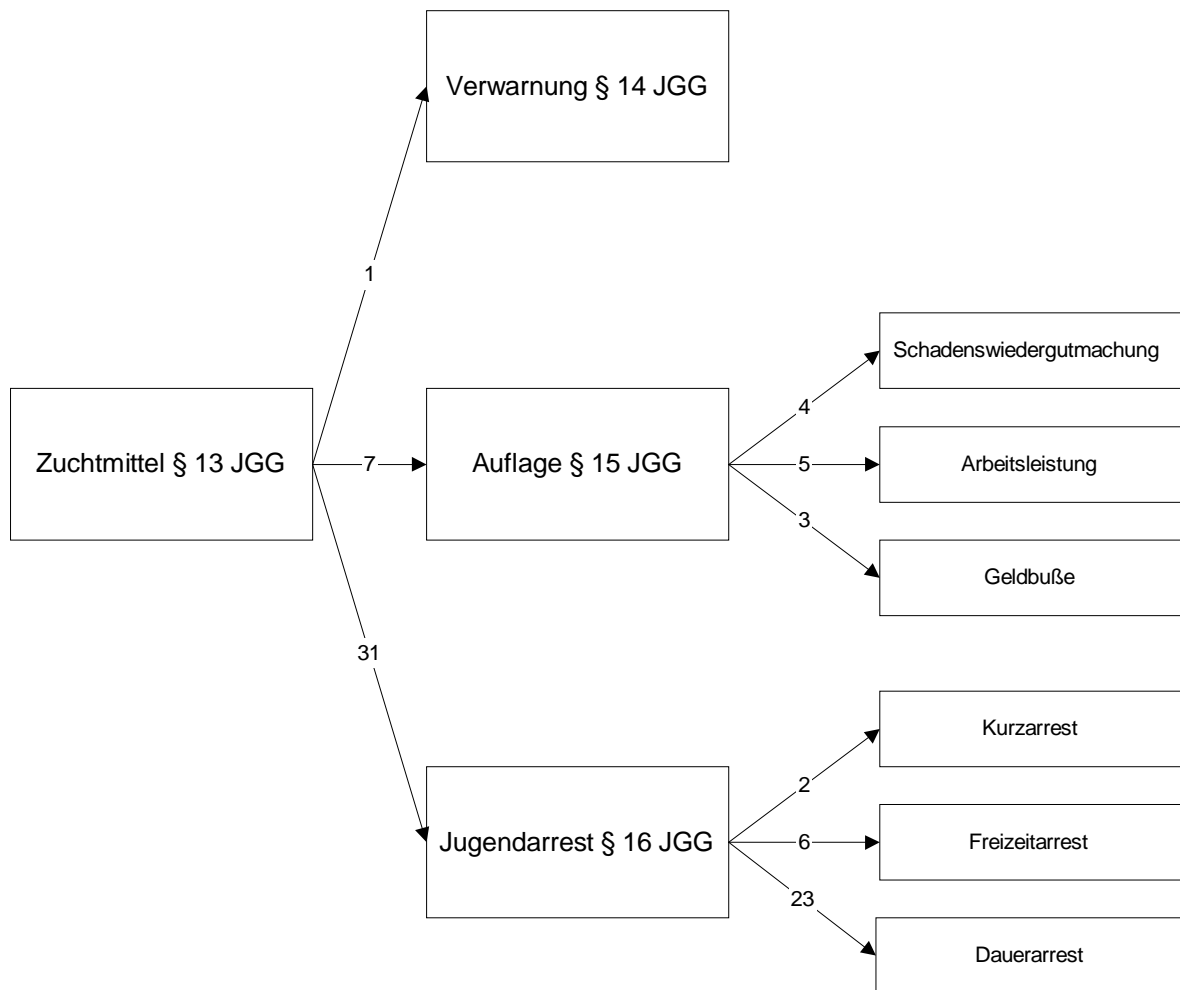 Verwarnung § 14 JGG
1
Schadenswiedergutmachung
4
Zuchtmittel § 13 JGG
7
Auflage § 15 JGG
5
Arbeitsleistung
3
Geldbuße
31
Kurzarrest
2
Jugendarrest § 16 JGG
6
Freizeitarrest
23
Dauerarrest